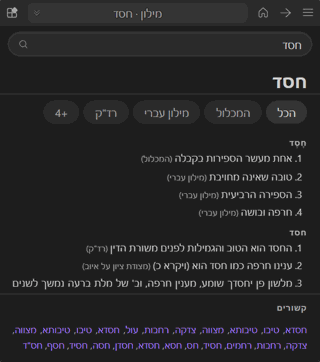 מילון · חסד
חסד
חסד
הכל
המכלול
מילון עברי
רד"ק
+4
חֶסֶד
1. אחת מעשר הספירות בקבלה (המכלול)
2. טובה שאינה מחויבת (מילון עברי)
3. הספירה הרביעית (מילון עברי)
4. חרפה ובושה (מילון עברי)
חסד
1. החסד הוא הטוב והגמילות לפנים משורת הדין (רד"ק)
2. ענינו חרפה כמו חסד הוא (ויקרא כ) (מצודת ציון על איוב)
3. מלשון פן יחסדך שומע, מענין חרפה, וכ' של מלת ברעה נמשך לשנים
קשורים
חסדא, טיבו, טיבותא, מצווה, צדקה, רחבות, עול, חסדא, טיבו, טיבותא, מצווה,
צדקה, רחבות, רחמים, חסיד, חס, חסא, חסדא, חסדן, חסה, חסיד, חסף, חס"ד